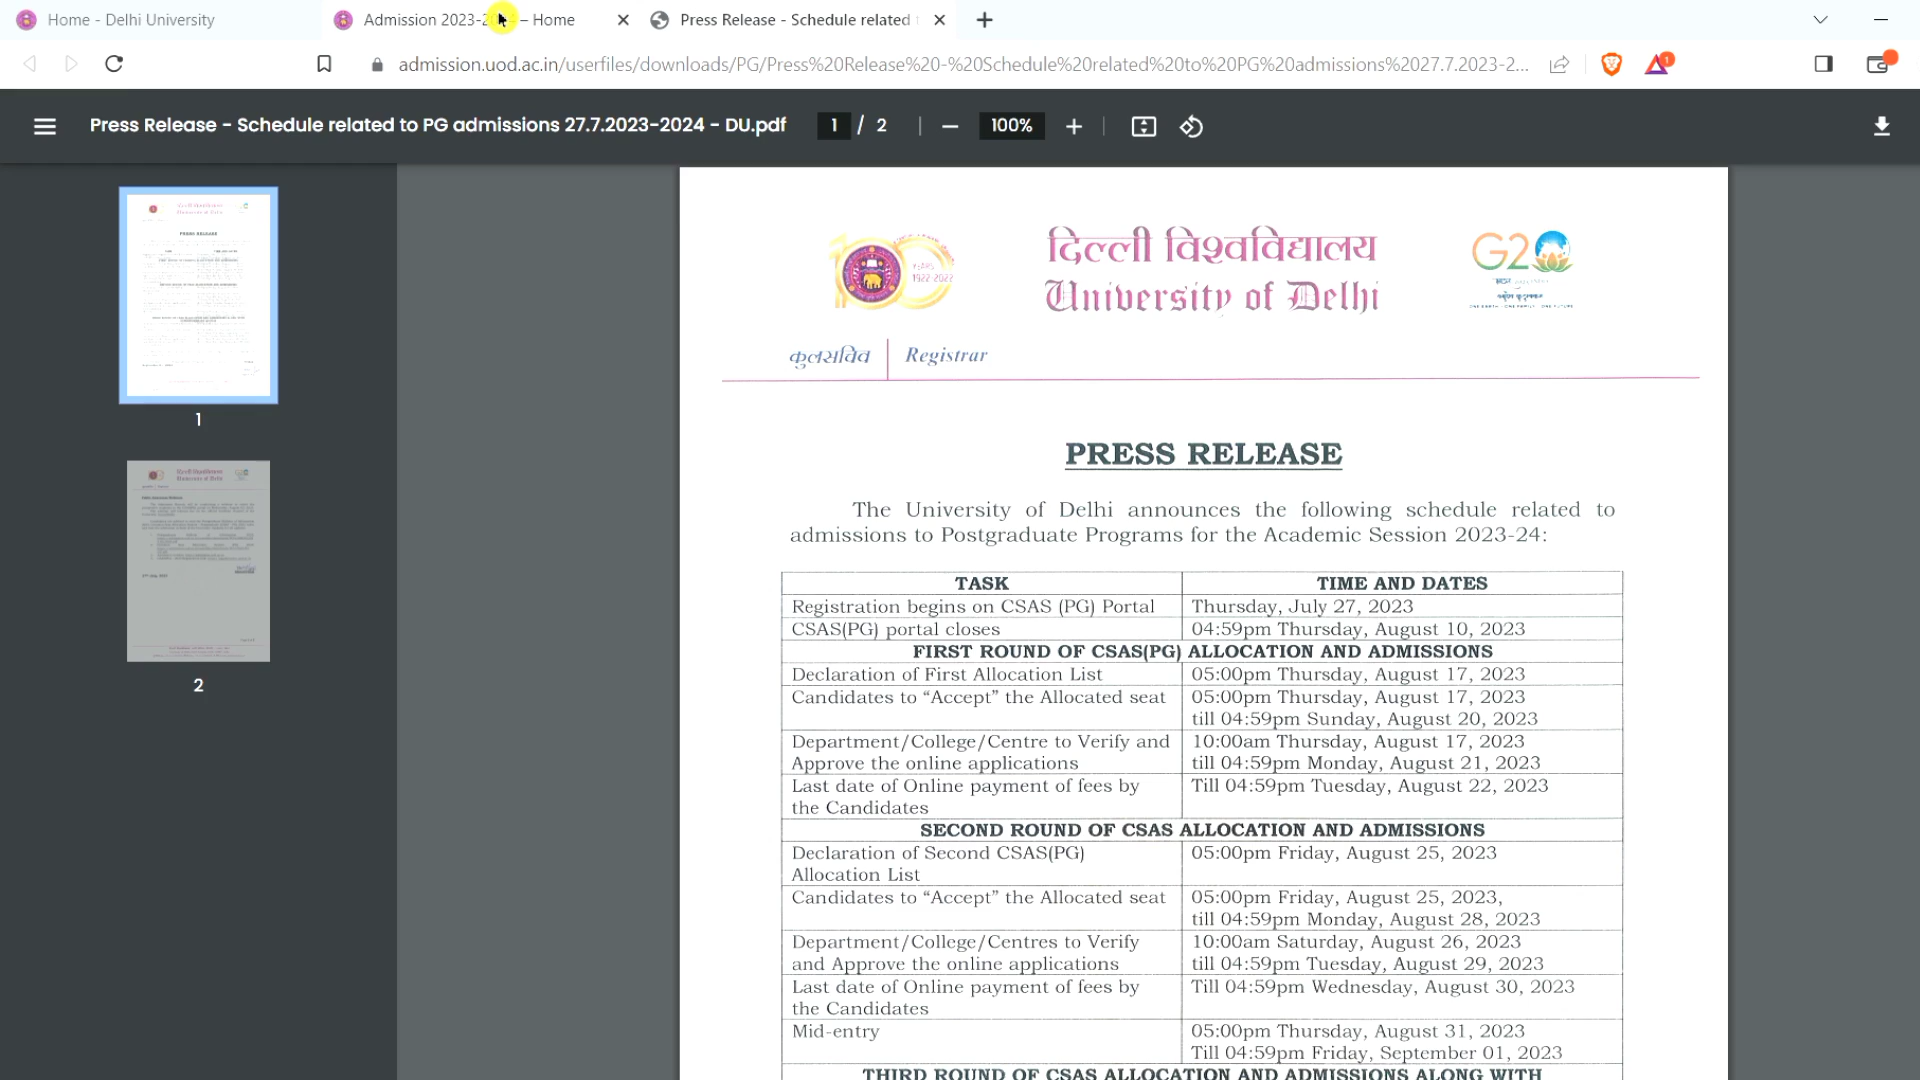 Home - Delhi University
Admission 2023-2 – Home
Press Release - Schedule related
admission.uod.ac.in/userfiles/downloads/PG/Press%20Release%20-%20Schedule%20related%20to%20PG%20admissions%2027.7.2023-2...
1
Press Release - Schedule related to PG admissions 27.7.2023-2024 - DU.pdf
1 / 2
100%
1
2
YEARS
1922-2022
दिल्ली विश्वविद्यालय
University of Delhi
G20
ONE EARTH • ONE FAMILY • ONE FUTURE
कुलसचिव
Registrar
PRESS RELEASE
The University of Delhi announces the following schedule related to
admissions to Postgraduate Programs for the Academic Session 2023-24:
TASK TIME AND DATES
Registration begins on CSAS (PG) Portal Thursday, July 27, 2023
CSAS(PG) portal closes 04:59pm Thursday, August 10, 2023
FIRST ROUND OF CSAS(PG) ALLOCATION AND ADMISSIONS
Declaration of First Allocation List 05:00pm Thursday, August 17, 2023
Candidates to “Accept” the Allocated seat 05:00pm Thursday, August 17, 2023
till 04:59pm Sunday, August 20, 2023
Department/College/Centre to Verify and 10:00am Thursday, August 17, 2023
Approve the online applications till 04:59pm Monday, August 21, 2023
Last date of Online payment of fees by Till 04:59pm Tuesday, August 22, 2023
the Candidates
SECOND ROUND OF CSAS ALLOCATION AND ADMISSIONS
Declaration of Second CSAS(PG) 05:00pm Friday, August 25, 2023
Allocation List
Candidates to “Accept” the Allocated seat 05:00pm Friday, August 25, 2023,
till 04:59pm Monday, August 28, 2023
Department/College/Centres to Verify 10:00am Saturday, August 26, 2023
and Approve the online applications till 04:59pm Tuesday, August 29, 2023
Last date of Online payment of fees by Till 04:59pm Wednesday, August 30, 2023
the Candidates
Mid-entry 05:00pm Thursday, August 31, 2023
Till 04:59pm Friday, September 01, 2023
THIRD ROUND OF CSAS ALLOCATION AND ADMISSIONS ALONG WITH